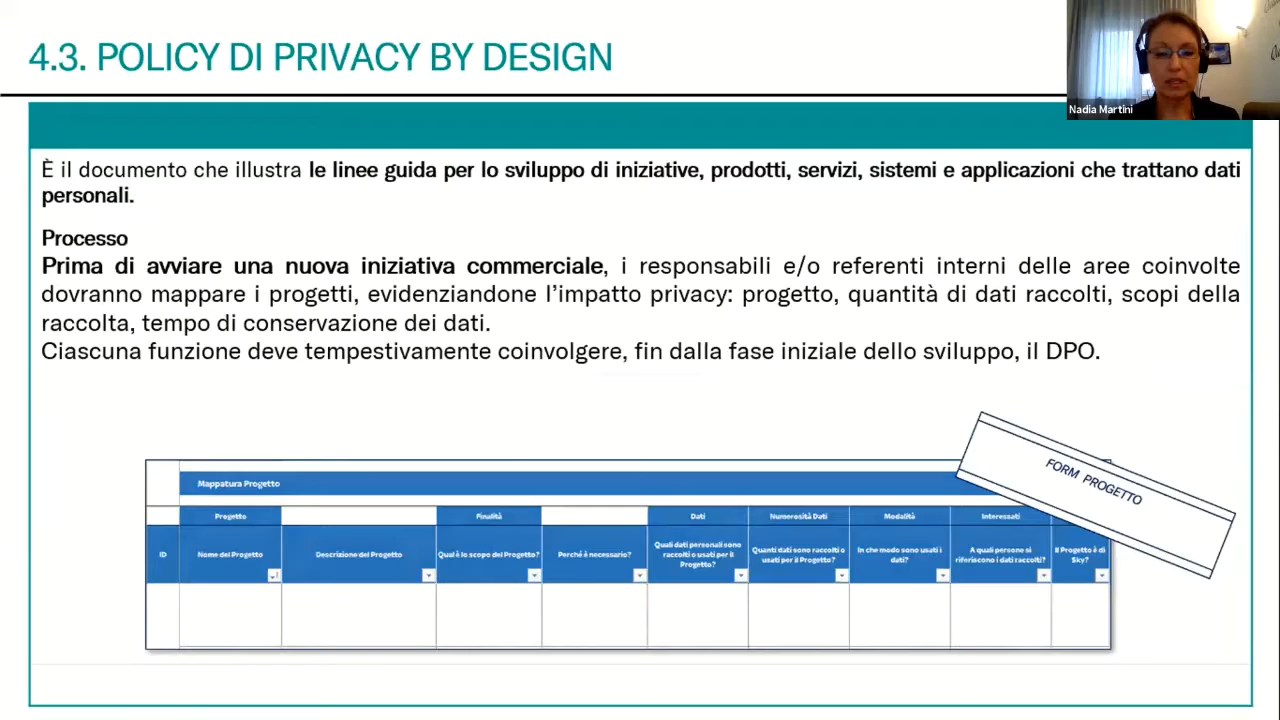 4.3. POLICY DI PRIVACY BY DESIGN
Nadia Martini
È il documento che illustra le linee guida per lo sviluppo di iniziative, prodotti, servizi, sistemi e applicazioni che trattano dati
personali.
Processo
Prima di avviare una nuova iniziativa commerciale, i responsabili e/o referenti interni delle aree coinvolte
dovranno mappare i progetti, evidenziandone l'impatto privacy: progetto, quantità di dati raccolti, scopi della
raccolta, tempo di conservazione dei dati.
Ciascuna funzione deve tempestivamente coinvolgere, fin dalla fase iniziale dello sviluppo, il DPO.
FORM PROGETTO
Mappatura Progetto
Progetto
Finalità
Dati
Numerosità Dati
Modalità
Interessati
ID
Nome del Progetto
Descrizione del Progetto
Qual è lo scopo del Progetto?
Perché è necessario?
Quali dati personali sono
raccolti o usati per il
Progetto?
Quanti dati sono raccolti o
usati per il Progetto?
In che modo sono usati i
dati?
A quali persone si
riferiscono i dati raccolti?
Il Progetto è di
Sky?